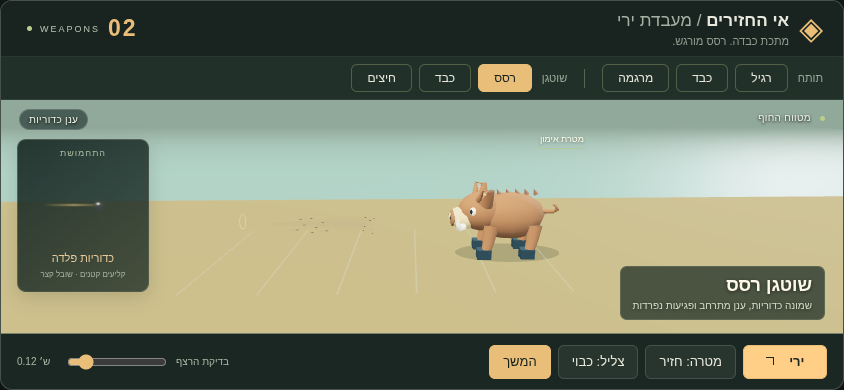 אי החזירים / מעבדת ירי
מתכת כבדה. רסס מורגש.
WEAPONS 02
תותח רגיל כבד מרגמה שוטגן רסס כבד חיצים
מטווח החוף
ענן כדוריות
מטרת אימון
התחמושת
כדוריות פלדה
קליעים קטנים · שובל קצר
שוטגן רסס
שמונה כדוריות, ענן מתרחב ופגיעות נפרדות
ירי ך מטרה: חזיר צליל: כבוי המשך בדיקת הרצף 0.12 ש׳